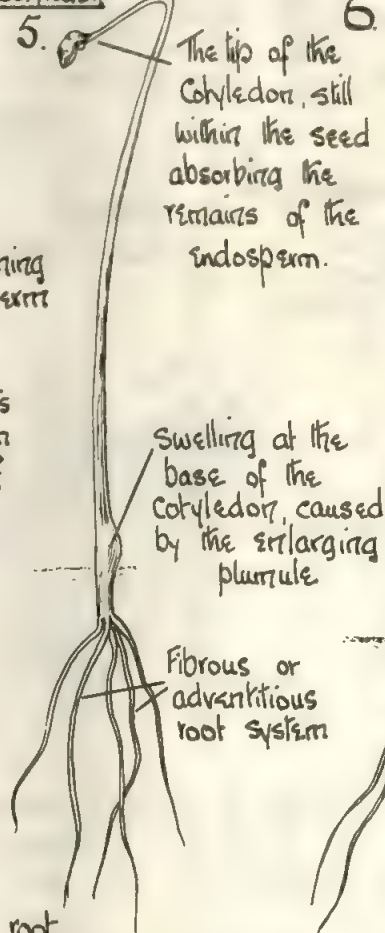 5.
6.
The tip of the
Cotyledon, still
within the seed
absorbing the
remains of the
endosperm.
Swelling at the
base of the
Cotyledon, caused
by the enlarging
plumule
Fibrous or
adventitious
root system
root